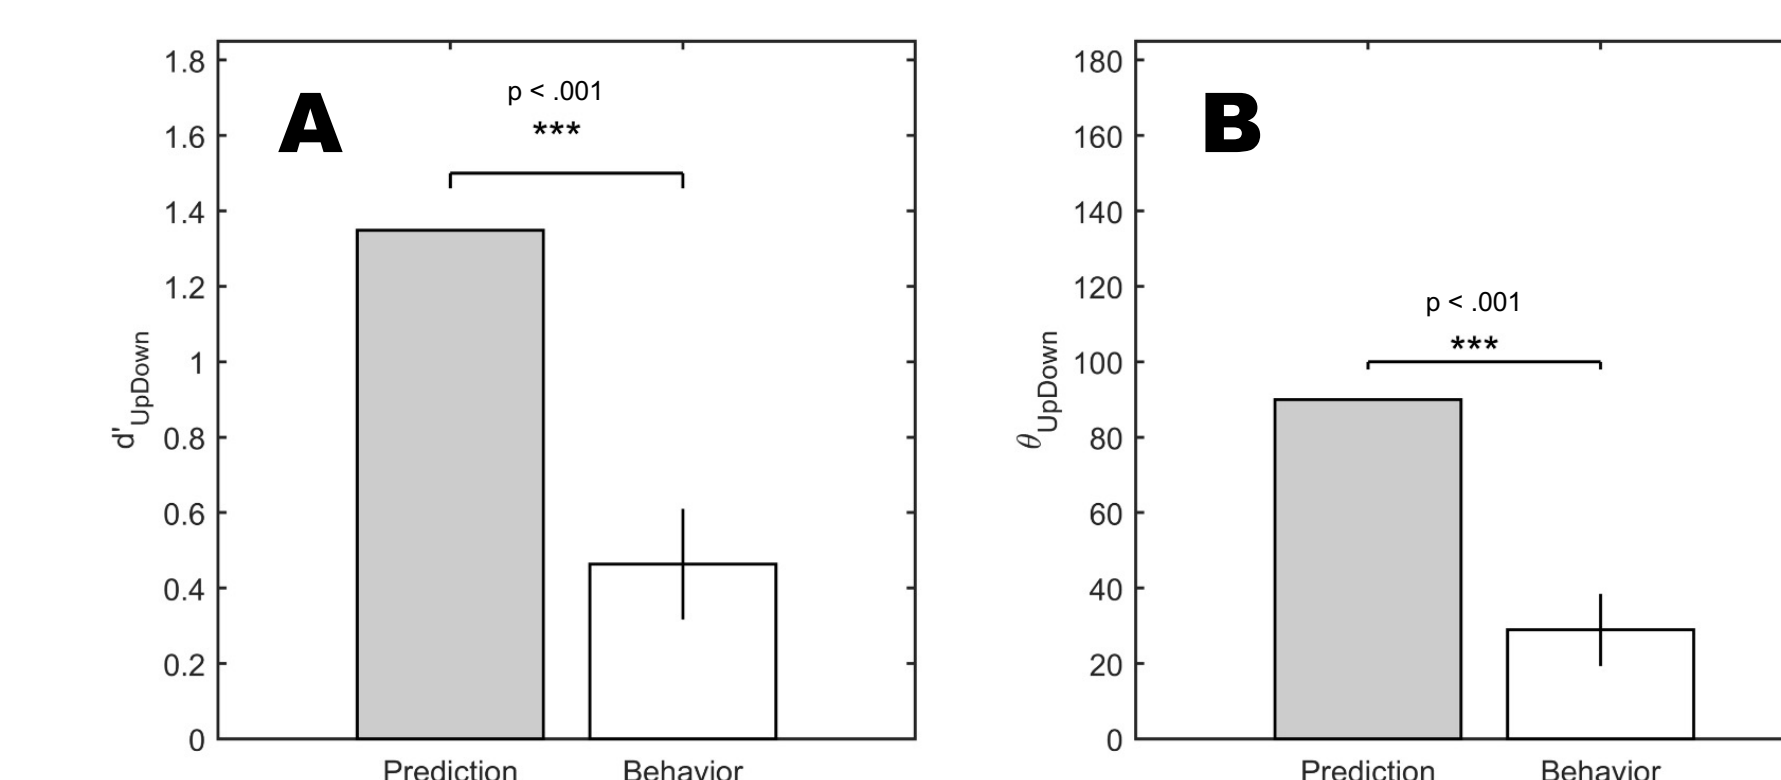 A
p < .001
***
1.8
1.6
1.4
1.2
1
0.8
0.6
0.4
0.2
0
d'UpDown
Prediction Behavior
B
p < .001
***
180
160
140
120
100
80
60
40
20
0
θUpDown
Prediction Behavior